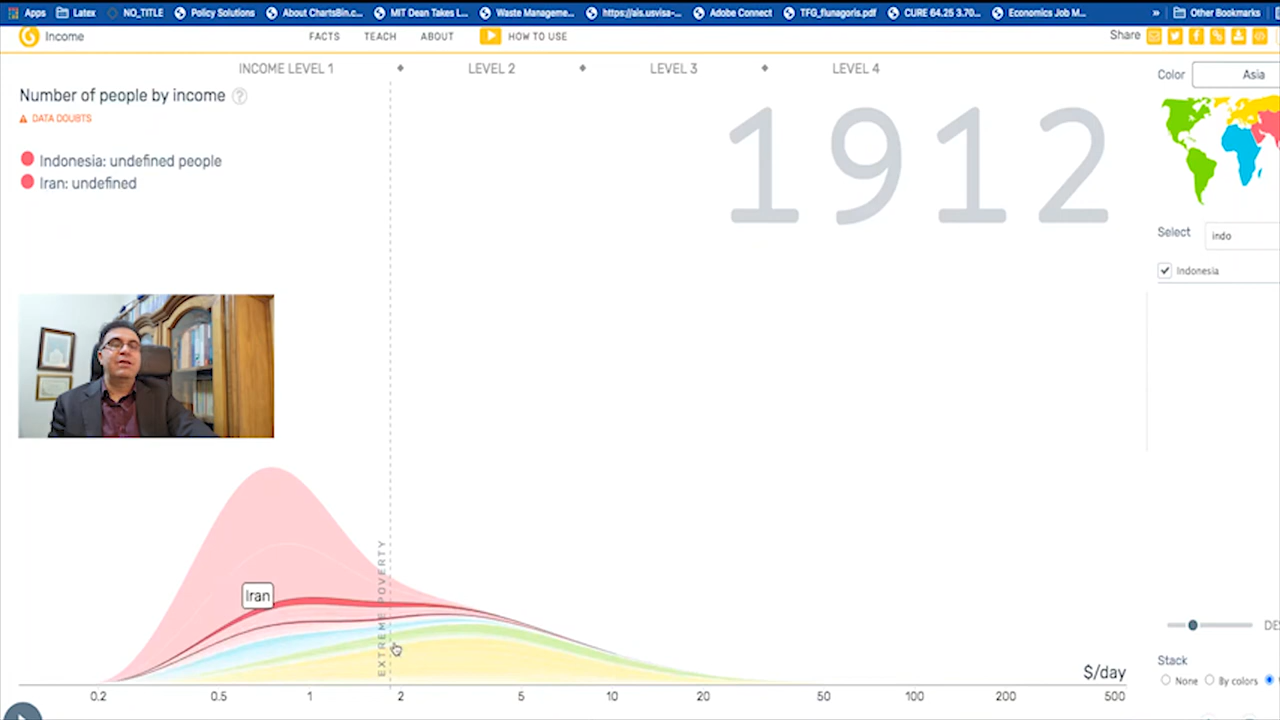 Apps Latex NO_TITLE Policy Solutions About ChartsBin.c... MIT Dean Takes L... Waste Manageme... https://ais.usvisa-... Adobe Connect TFG_flunagoris.pdf CURE 64.25 3.70... Economics Job M... » Other Bookmarks
Income FACTS TEACH ABOUT HOW TO USE Share
INCOME LEVEL 1 LEVEL 2 LEVEL 3 LEVEL 4
Number of people by income ?
DATA DOUBTS
Indonesia: undefined people
Iran: undefined
1912
Color Asia
Select indo
Indonesia
Iran
EXTREME POVERTY
$/day
0.2 0.5 1 2 5 10 20 50 100 200 500
Stack
None By colors